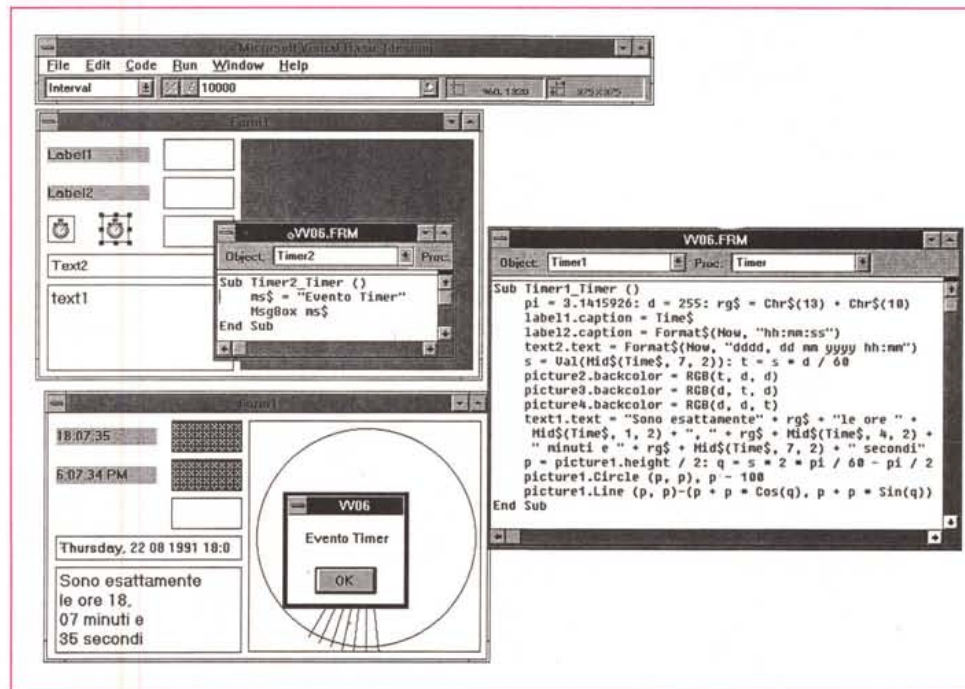 Microsoft Visual Basic [design]
File Edit Code Run Window Help
Interval 10000 960, 1320 375 x 375
Form1
Label1
Label2
Text2
text1
VV06.FRM
Object: Timer2 Proc:
Sub Timer2_Timer ()
ms$ = "Evento Timer"
MsgBox ms$
End Sub
VV06.FRM
Object: Timer1 Proc: Timer
Sub Timer1_Timer ()
pi = 3.1415926: d = 255: rg$ = Chr$(13) + Chr$(10)
label1.caption = Time$
label2.caption = Format$(Now, "hh:mm:ss")
text2.text = Format$(Now, "dddd, dd mm yyyy hh:mm")
s = Val(Mid$(Time$, 7, 2)): t = s * d / 60
picture2.backcolor = RGB(t, d, d)
picture3.backcolor = RGB(d, t, d)
picture4.backcolor = RGB(d, d, t)
text1.text = "Sono esattamente" + rg$ + "le ore " +
Mid$(Time$, 1, 2) + ", " + rg$ + Mid$(Time$, 4, 2) +
" minuti e " + rg$ + Mid$(Time$, 7, 2) + " secondi"
p = picture1.height / 2: q = s * 2 * pi / 60 - pi / 2
picture1.Circle (p, p), p - 100
picture1.Line (p, p)-(p + p * Cos(q), p + p * Sin(q))
End Sub
Form1
18:07:35
6:07:34 PM
Thursday, 22 08 1991 18:0
Sono esattamente
le ore 18,
07 minuti e
35 secondi
VV06
Evento Timer
OK